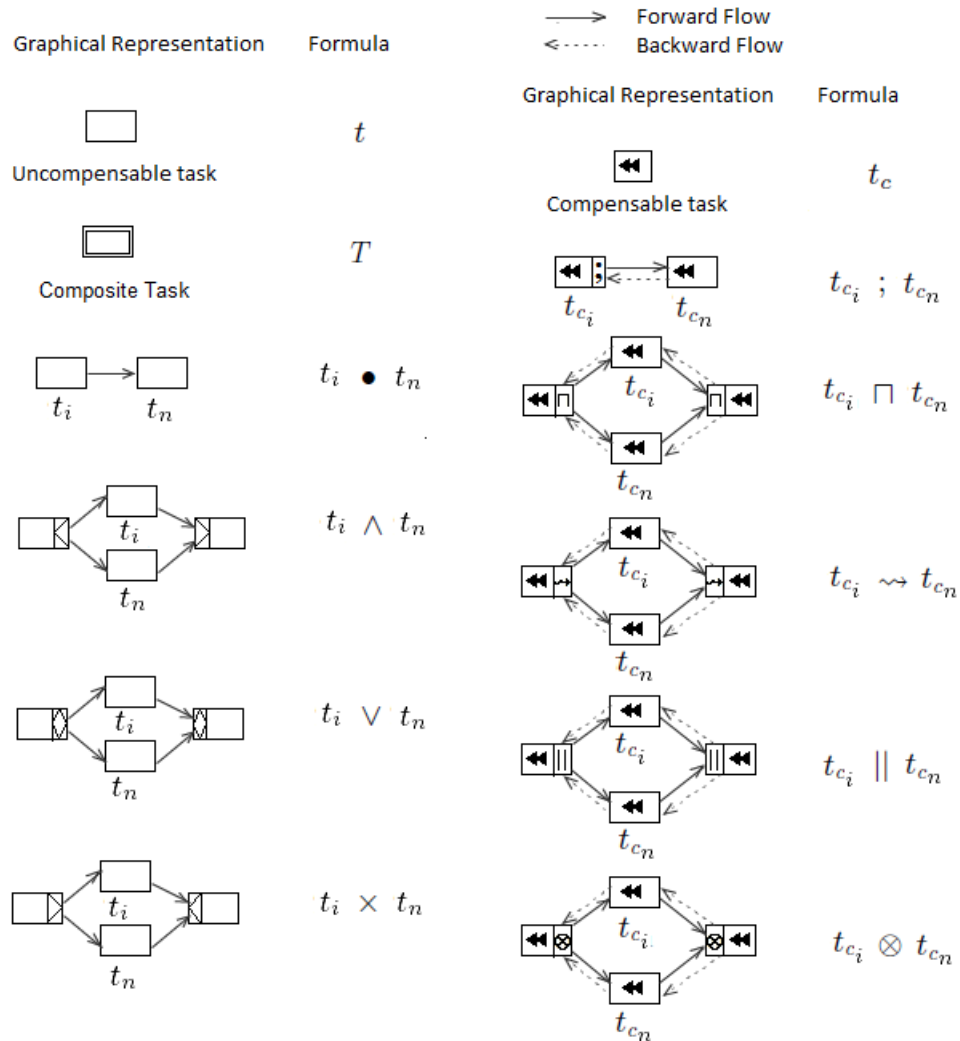 Graphical Representation Formula
t
Uncompensable task
T
Composite Task
t_i t_n
t_i ● t_n
t_i
t_n
t_i ∧ t_n
t_i
t_n
t_i ∨ t_n
t_i
t_n
t_i × t_n
Forward Flow
Backward Flow
Graphical Representation Formula
t_c
Compensable task
;
t_{c_i} t_{c_n}
t_{c_i} ; t_{c_n}
t_{c_i}
⊓ ⊓
t_{c_i} ⊓ t_{c_n}
t_{c_n}
t_{c_i}
⇝ ⇝
t_{c_i} ⇝ t_{c_n}
t_{c_n}
t_{c_i}
|| ||
t_{c_i} || t_{c_n}
t_{c_n}
t_{c_i}
⊗ ⊗
t_{c_i} ⊗ t_{c_n}
t_{c_n}